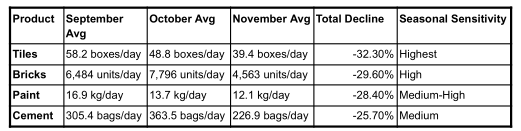 Product September Avg October Avg November Avg Total Decline Seasonal Sensitivity
Tiles 58.2 boxes/day 48.8 boxes/day 39.4 boxes/day -32.30% Highest
Bricks 6,484 units/day 7,796 units/day 4,563 units/day -29.60% High
Paint 16.9 kg/day 13.7 kg/day 12.1 kg/day -28.40% Medium-High
Cement 305.4 bags/day 363.5 bags/day 226.9 bags/day -25.70% Medium